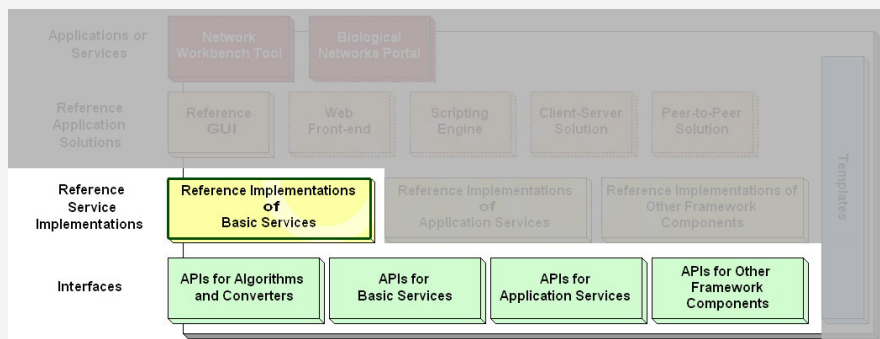 Applications or
Services
Network
Workbench Tool
Biological
Networks Portal
Reference
Application
Solutions
Reference
GUI
Web
Front-end
Scripting
Engine
Client-Server
Solution
Peer-to-Peer
Solution
Templates
Reference
Service
Implementations
Reference Implementations
of
Basic Services
Reference Implementations
of
Application Services
Reference Implementations of
Other Framework
Components
Interfaces
APIs for Algorithms
and Converters
APIs for
Basic Services
APIs for
Application Services
APIs for Other
Framework
Components